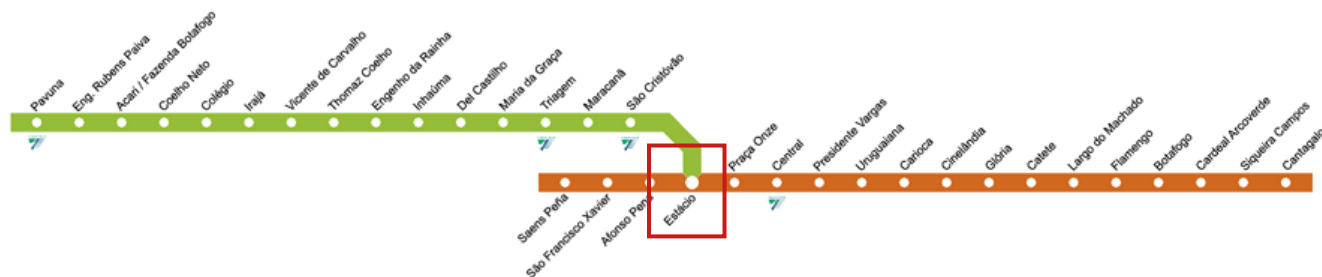 Pavuna
Eng. Rubens Paiva
Acari / Fazenda Botafogo
Coelho Neto
Colégio
Irajá
Vicente de Carvalho
Thomaz Coelho
Engenho da Rainha
Inhaúma
Del Castilho
Maria da Graça
Triagem
Maracanã
São Cristóvão
Saens Peña
São Francisco Xavier
Afonso Pena
Estácio
Praça Onze
Central
Presidente Vargas
Uruguaiana
Carioca
Cinelândia
Glória
Catete
Largo do Machado
Flamengo
Botafogo
Cardeal Arcoverde
Siqueira Campos
Cantagalo